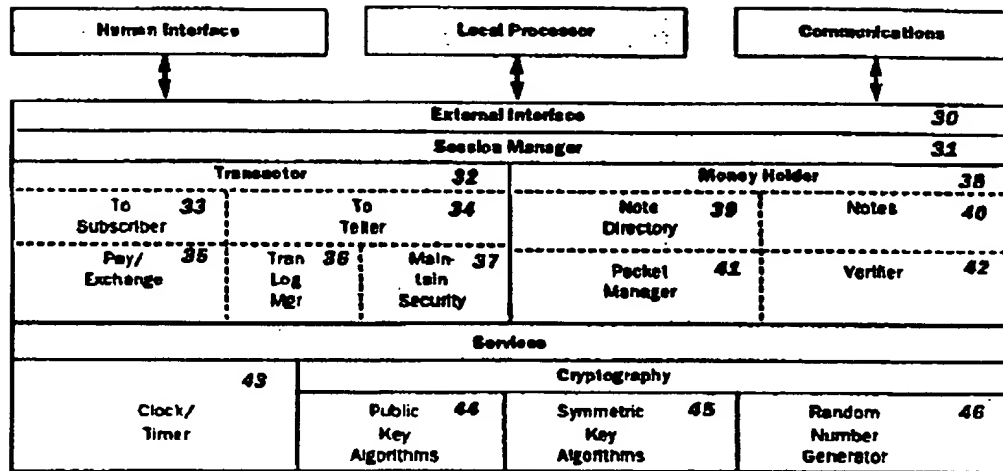 Human Interface
Local Processor
Communications
External Interface 30
Session Manager 31
Transactor 32
Money Holder 38
To Subscriber 33
To Teller 34
Note Directory 39
Notes 40
Pay/ Exchange 35
Tran Log Mgr 36
Main- tain Security 37
Packet Manager 41
Verifier 42
Services
43
Clock/ Timer
Cryptography
Public Key Algorithms 44
Symmetric Key Algorithms 45
Random Number Generator 46